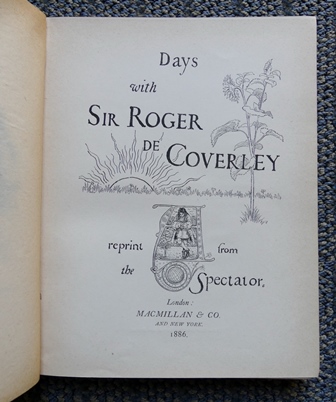 Days
with
SIR ROGER
DE COVERLEY
A
reprint from
the Spectator,
London:
MACMILLAN & CO.
AND NEW YORK.
1886.